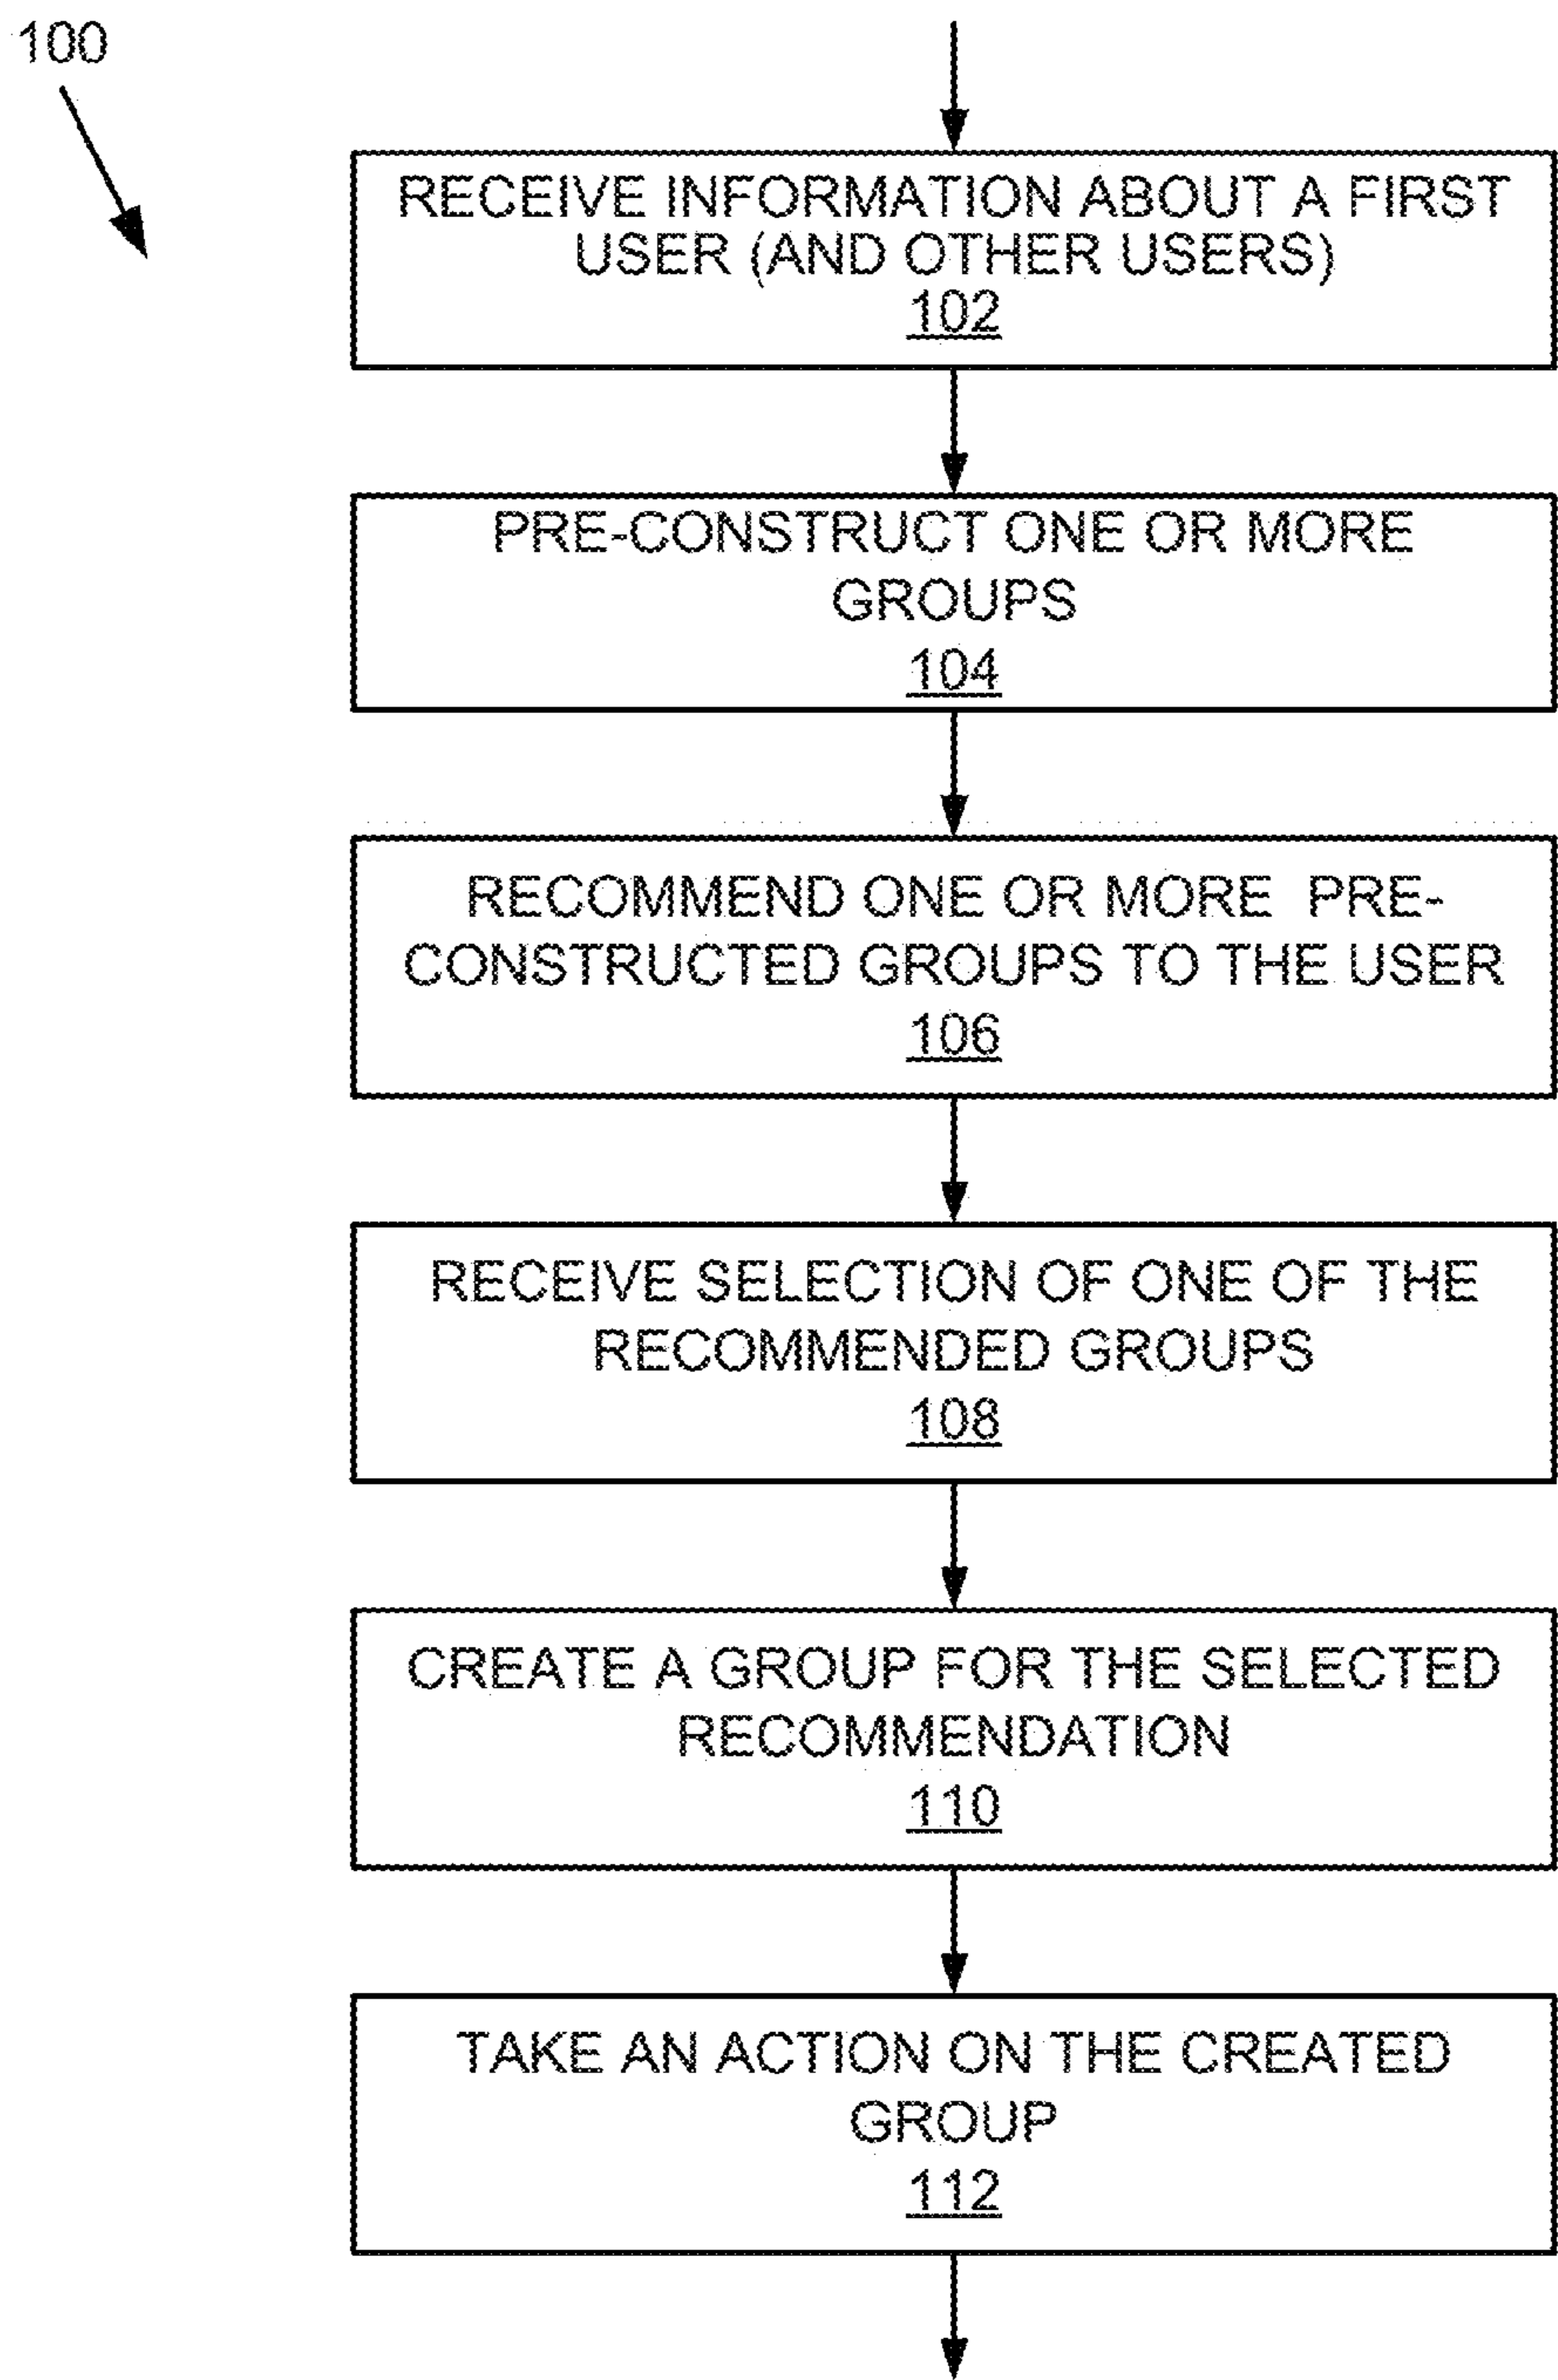 100
RECEIVE INFORMATION ABOUT A FIRST
USER (AND OTHER USERS)
102
PRE-CONSTRUCT ONE OR MORE
GROUPS
104
RECOMMEND ONE OR MORE PRE-
CONSTRUCTED GROUPS TO THE USER
106
RECEIVE SELECTION OF ONE OF THE
RECOMMENDED GROUPS
108
CREATE A GROUP FOR THE SELECTED
RECOMMENDATION
110
TAKE AN ACTION ON THE CREATED
GROUP
112